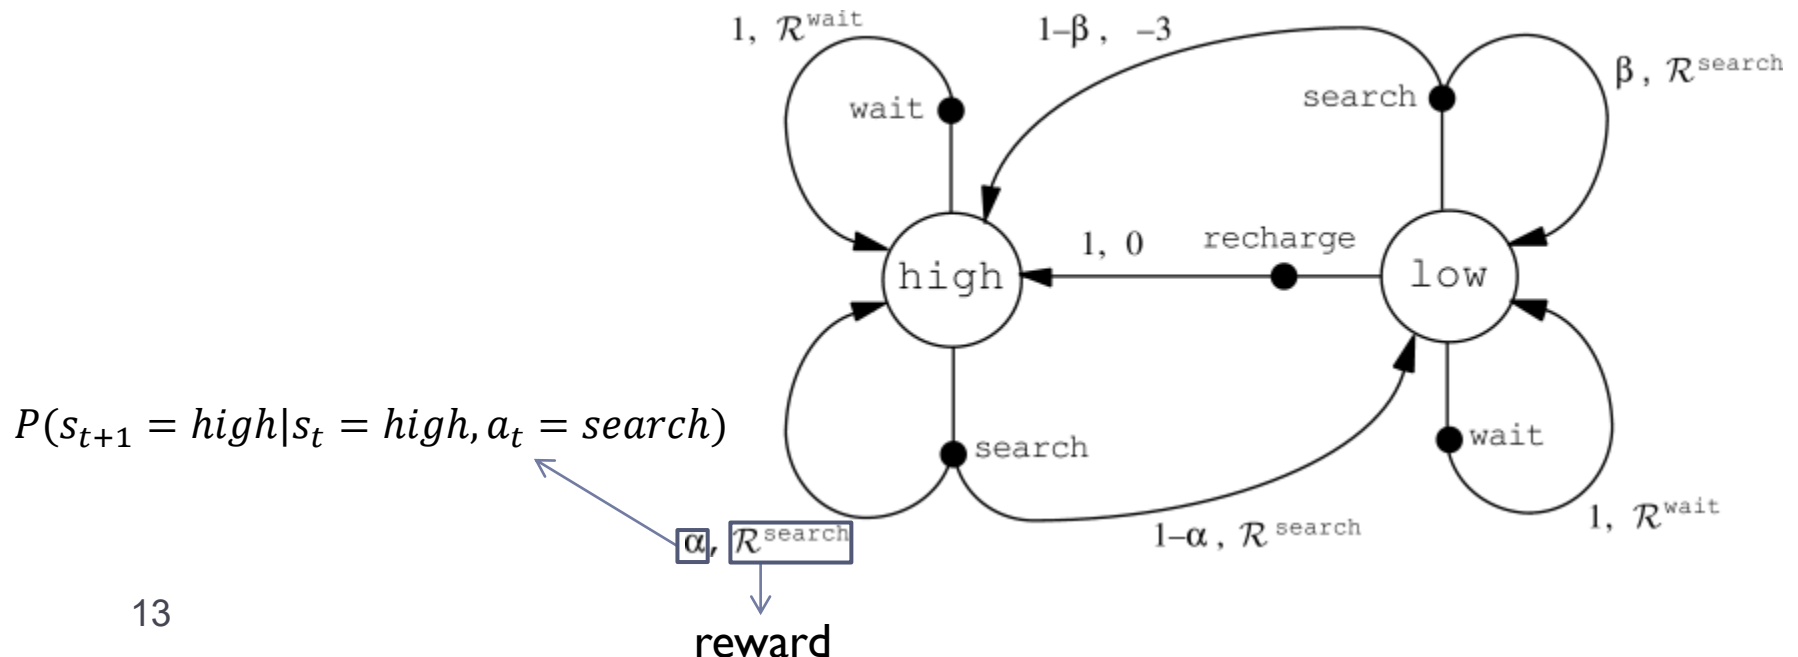 1, ℛ^wait
1–β , –3
β , ℛ^search
wait
search
1, 0
recharge
high
low
P(s_{t+1} = high|s_t = high, a_t = search)
search
wait
α, ℛ^search
1–α , ℛ^search
1, ℛ^wait
13
reward